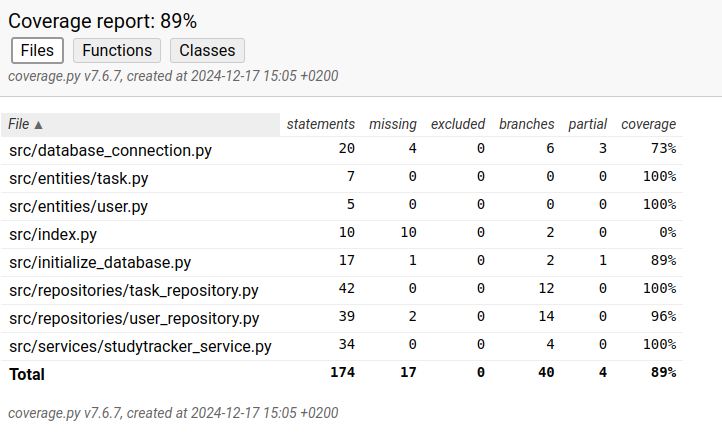 Coverage report: 89%
Files Functions Classes
coverage.py v7.6.7, created at 2024-12-17 15:05 +0200
File ▲ statements missing excluded branches partial coverage
src/database_connection.py 20 4 0 6 3 73%
src/entities/task.py 7 0 0 0 0 100%
src/entities/user.py 5 0 0 0 0 100%
src/index.py 10 10 0 2 0 0%
src/initialize_database.py 17 1 0 2 1 89%
src/repositories/task_repository.py 42 0 0 12 0 100%
src/repositories/user_repository.py 39 2 0 14 0 96%
src/services/studytracker_service.py 34 0 0 4 0 100%
Total 174 17 0 40 4 89%
coverage.py v7.6.7, created at 2024-12-17 15:05 +0200